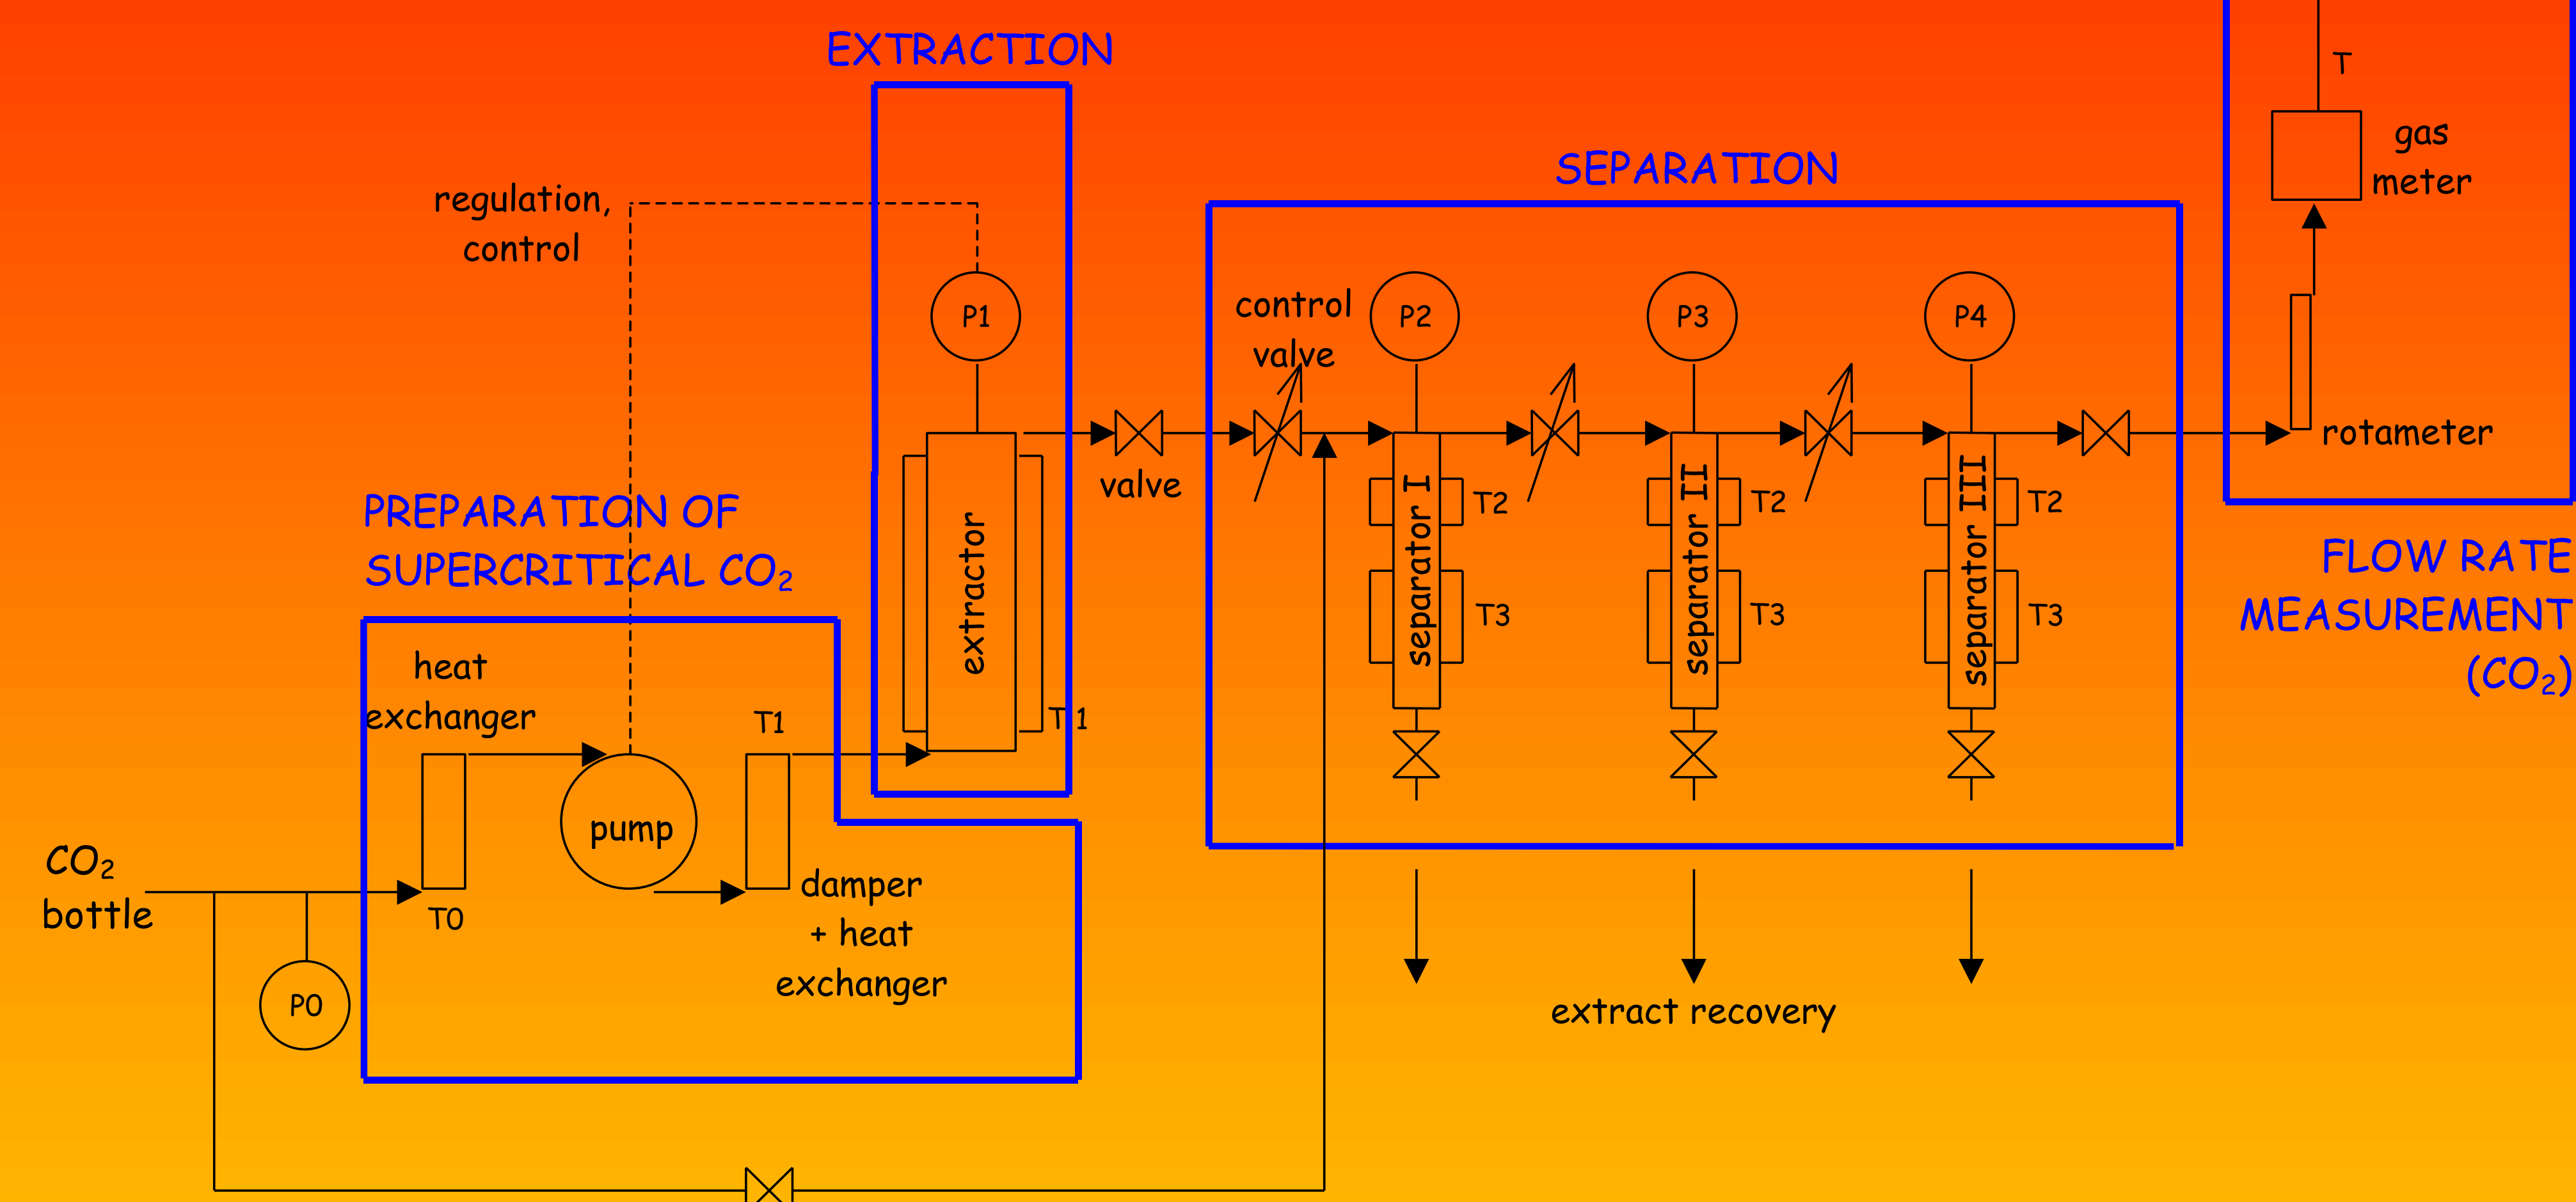 EXTRACTION
T
gas
meter
SEPARATION
regulation,
control
P1
control
valve
P2
P3
P4
rotameter
valve
extractor
separator I
separator II
separator III
T2
T2
T2
T3
T3
T3
PREPARATION OF
SUPERCRITICAL CO₂
FLOW RATE
MEASUREMENT
(CO₂)
heat
exchanger
T1
T1
pump
CO₂
bottle
T0
damper
+ heat
exchanger
P0
extract recovery